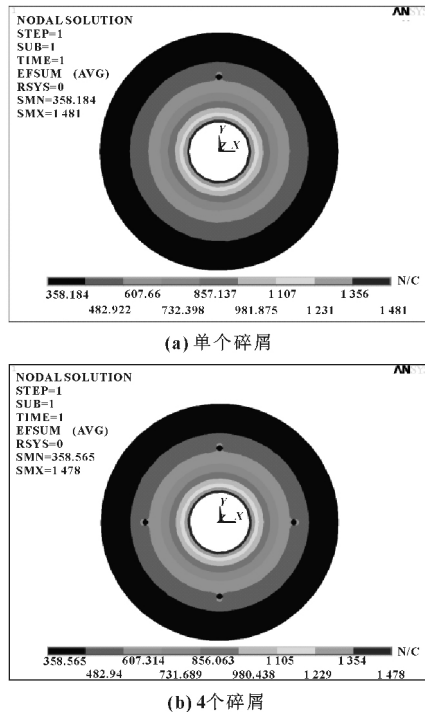 ANSYS
NODAL SOLUTION
STEP=1
SUB=1
TIME=1
EFSUM (AVG)
RSYS=0
SMN=358.184
SMX=1 481
Y
Z X
N/C
358.184 607.66 857.137 1 107 1 356
482.922 732.398 981.875 1 231 1 481
(a) 单个碎屑
NODAL SOLUTION
STEP=1
SUB=1
TIME=1
EFSUM (AVG)
RSYS=0
SMN=358.565
SMX=1 478
Y
X
N/C
358.565 607.314 856.063 1 105 1 354
482.94 731.689 980.438 1 229 1 478
(b) 4个碎屑